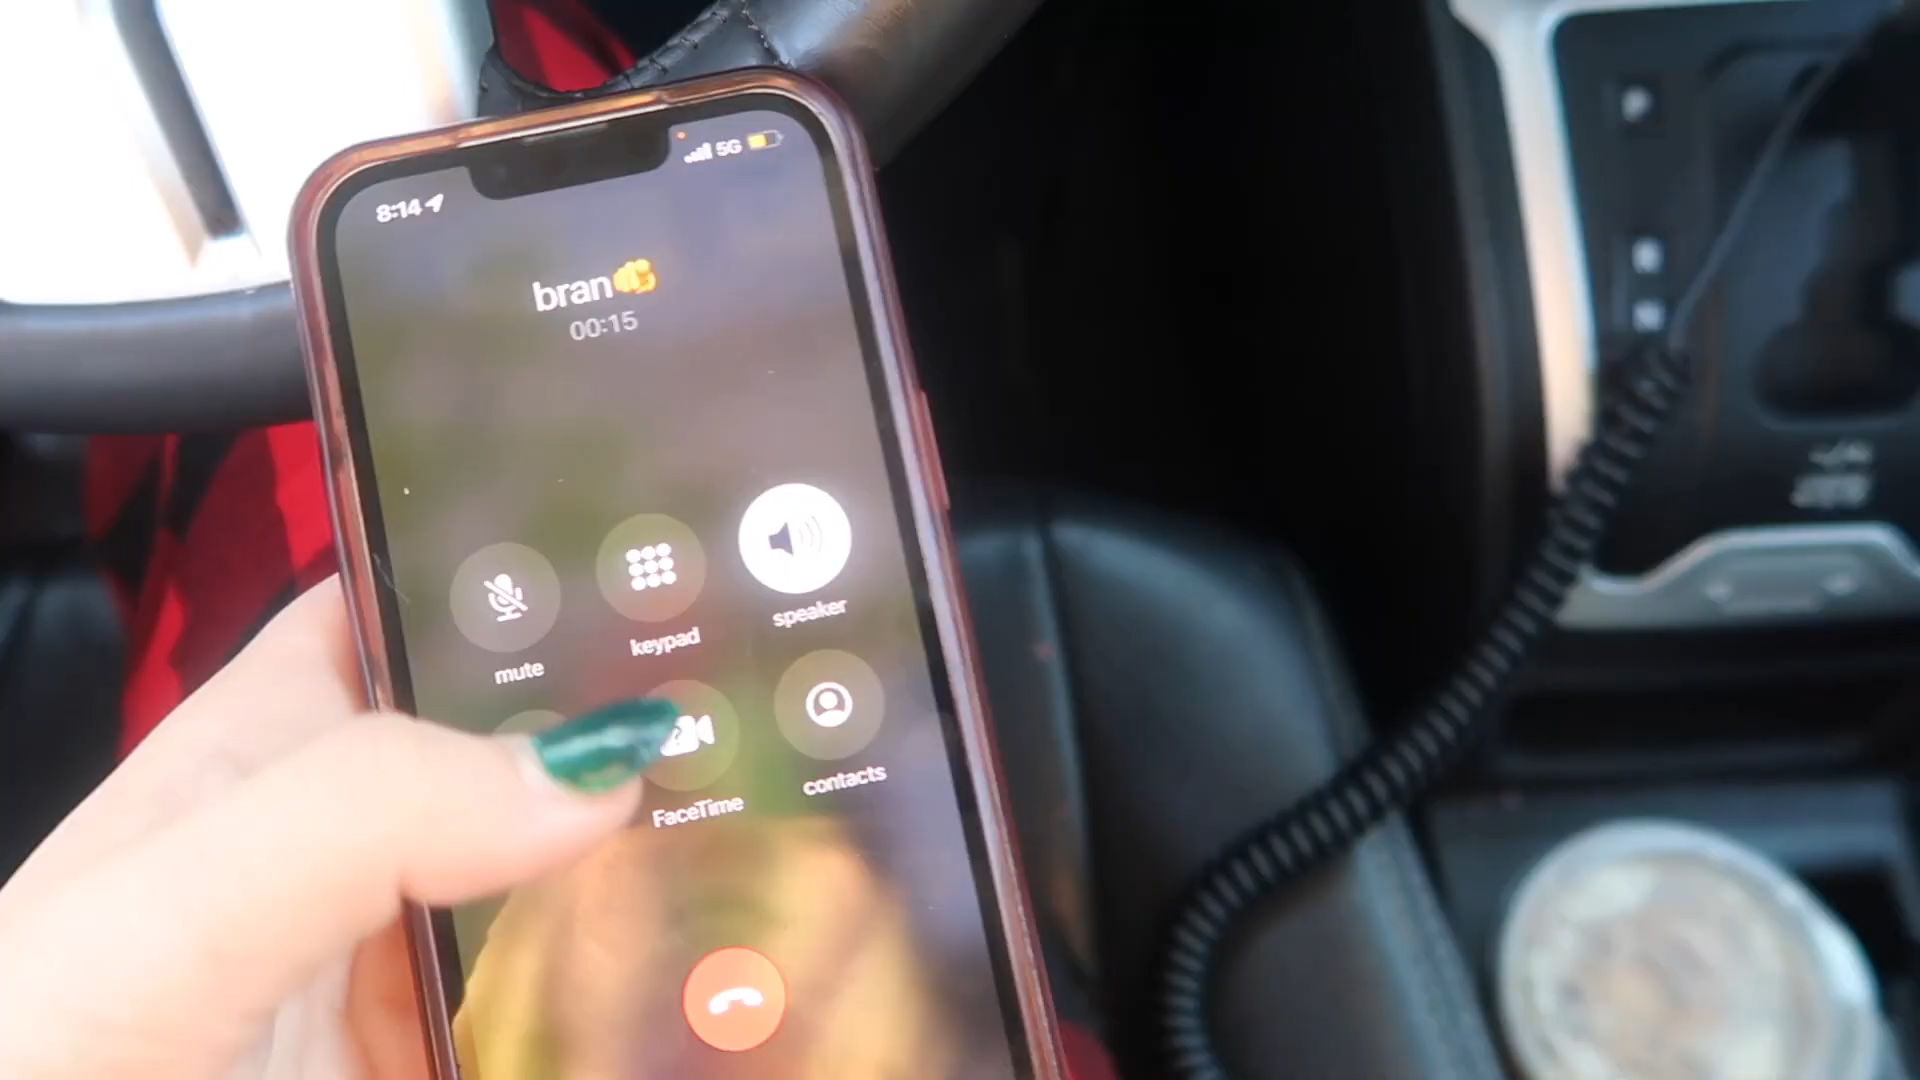 8:14
5G
bran🫵
00:15
mute
keypad
speaker
FaceTime
contacts
P
R
N